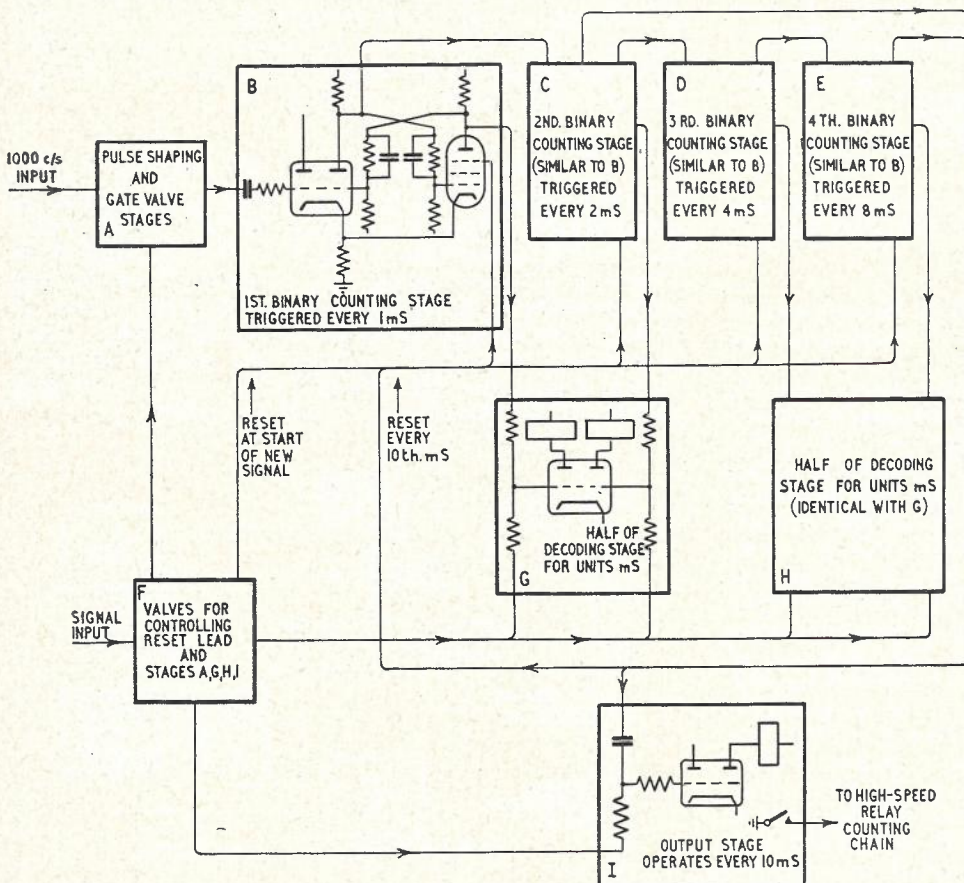 1000 c/s
INPUT
PULSE SHAPING
AND
GATE VALVE
STAGES
A
B
1ST. BINARY COUNTING STAGE
TRIGGERED EVERY 1mS
C
2ND. BINARY
COUNTING STAGE
(SIMILAR TO B)
TRIGGERED
EVERY 2mS
D
3RD. BINARY
COUNTING STAGE
(SIMILAR TO B)
TRIGGERED
EVERY 4mS
E
4TH. BINARY
COUNTING STAGE
(SIMILAR TO B)
TRIGGERED
EVERY 8mS
RESET
AT START
OF NEW
SIGNAL
RESET
EVERY
10th. mS
HALF OF
DECODING STAGE
FOR UNITS mS
G
HALF OF DECODING
STAGE FOR UNITS mS
(IDENTICAL WITH G)
H
SIGNAL
INPUT
F
VALVES FOR
CONTROLLING
RESET LEAD
AND
STAGES A,G,H,I
TO HIGH-SPEED
RELAY
COUNTING
CHAIN
OUTPUT STAGE
OPERATES EVERY 10mS
I